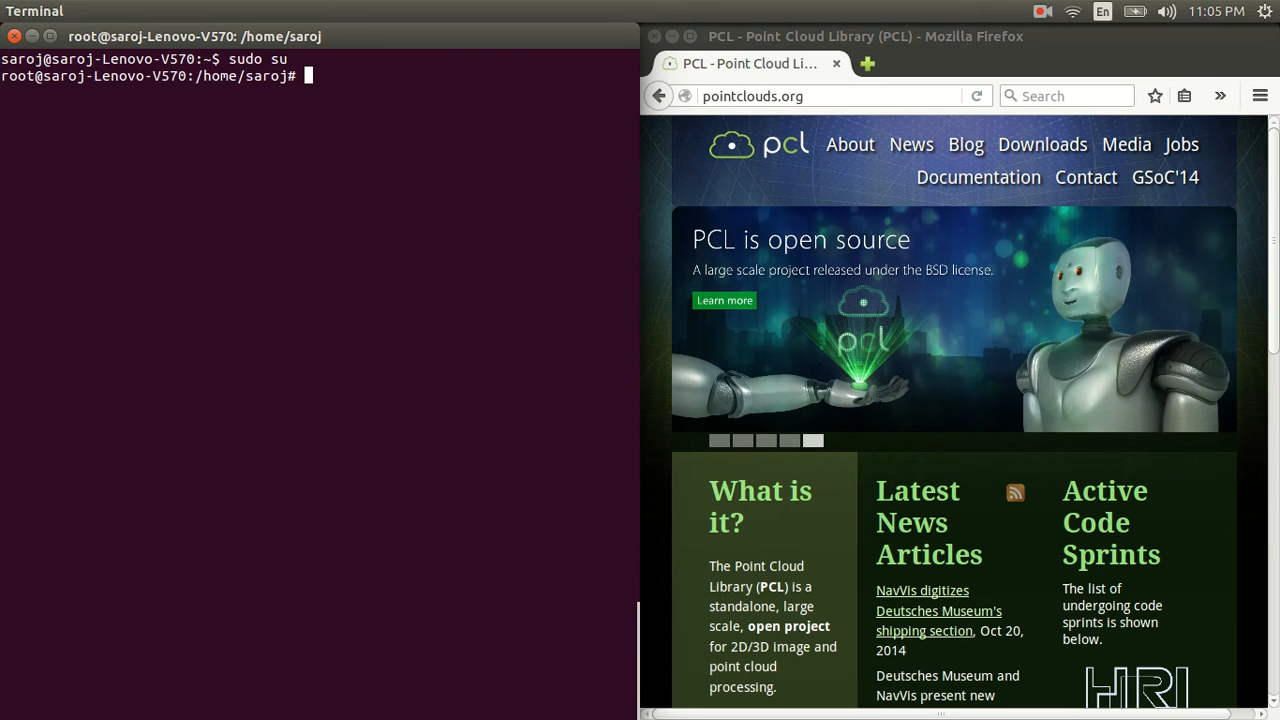 Terminal
En
11:05 PM
root@saroj-Lenovo-V570: /home/saroj
saroj@saroj-Lenovo-V570:~$ sudo su
root@saroj-Lenovo-V570:/home/saroj#
PCL - Point Cloud Library (PCL) - Mozilla Firefox
PCL - Point Cloud Li...
pointclouds.org
Search
pcl
About News Blog Downloads Media Jobs
Documentation Contact GSoC'14
PCL is open source
A large scale project released under the BSD license.
Learn more
pcl
What is
it?
The Point Cloud
Library (PCL) is a
standalone, large
scale, open project
for 2D/3D image and
point cloud
processing.
Latest
News
Articles
NavVis digitizes
Deutsches Museum's
shipping section, Oct 20,
2014
Deutsches Museum and
NavVis present new
Active
Code
Sprints
The list of
undergoing code
sprints is shown
below.
HRI